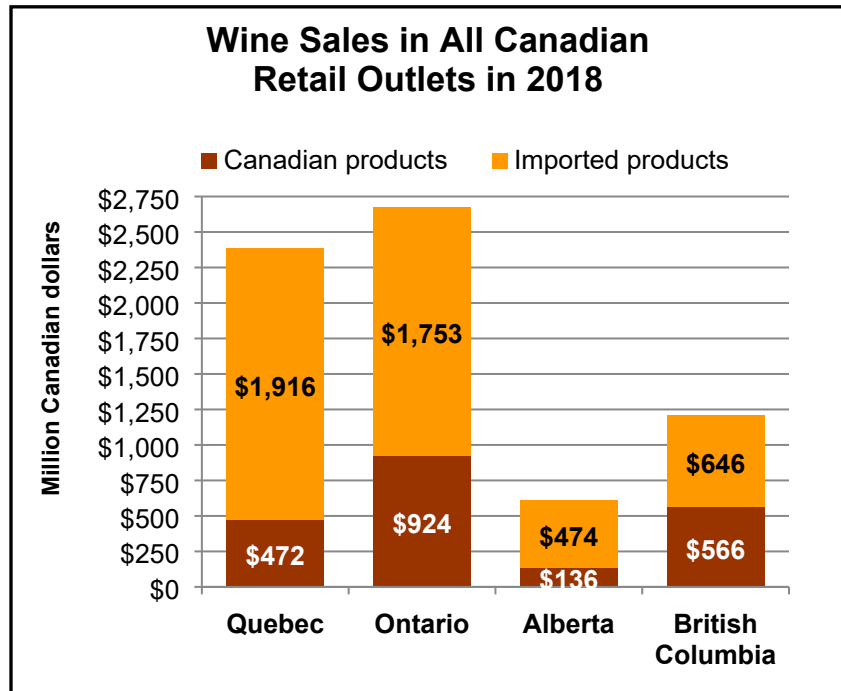 Wine Sales in All Canadian
Retail Outlets in 2018
Canadian products
Imported products
Million Canadian dollars
$2,750
$2,500
$2,250
$2,000
$1,750
$1,500
$1,250
$1,000
$750
$500
$250
$0
$1,916
$472
$1,753
$924
$474
$136
$646
$566
Quebec
Ontario
Alberta
British
Columbia